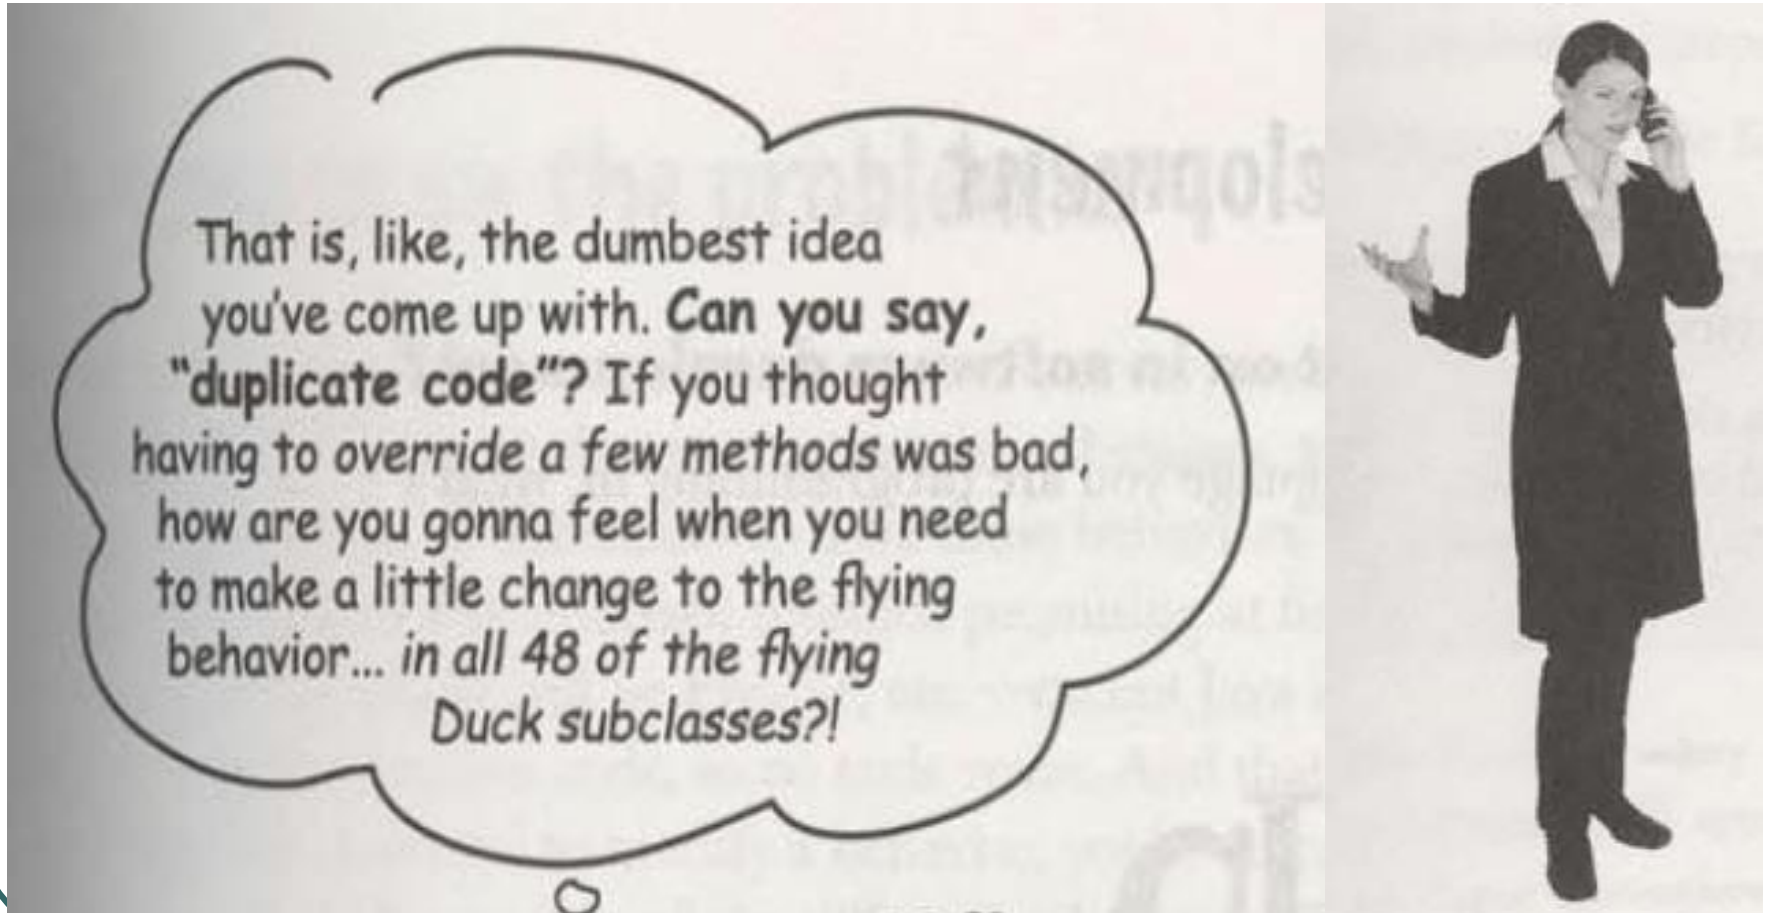 That is, like, the dumbest idea
you've come up with. Can you say,
"duplicate code"? If you thought
having to override a few methods was bad,
how are you gonna feel when you need
to make a little change to the flying
behavior... in all 48 of the flying
Duck subclasses?!